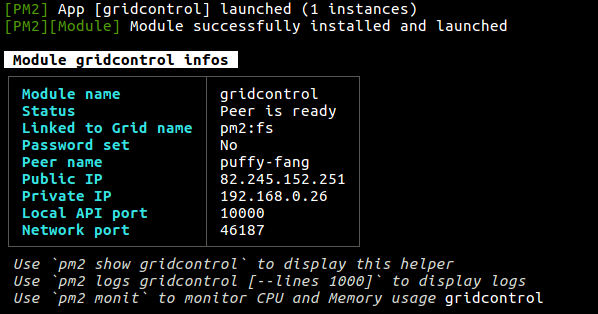 [PM2] App [gridcontrol] launched (1 instances)
[PM2][Module] Module successfully installed and launched
Module gridcontrol infos
Module name gridcontrol
Status Peer is ready
Linked to Grid name pm2:fs
Password set No
Peer name puffy-fang
Public IP 82.245.152.251
Private IP 192.168.0.26
Local API port 10000
Network port 46187
Use `pm2 show gridcontrol` to display this helper
Use `pm2 logs gridcontrol [--lines 1000]` to display logs
Use `pm2 monit` to monitor CPU and Memory usage gridcontrol